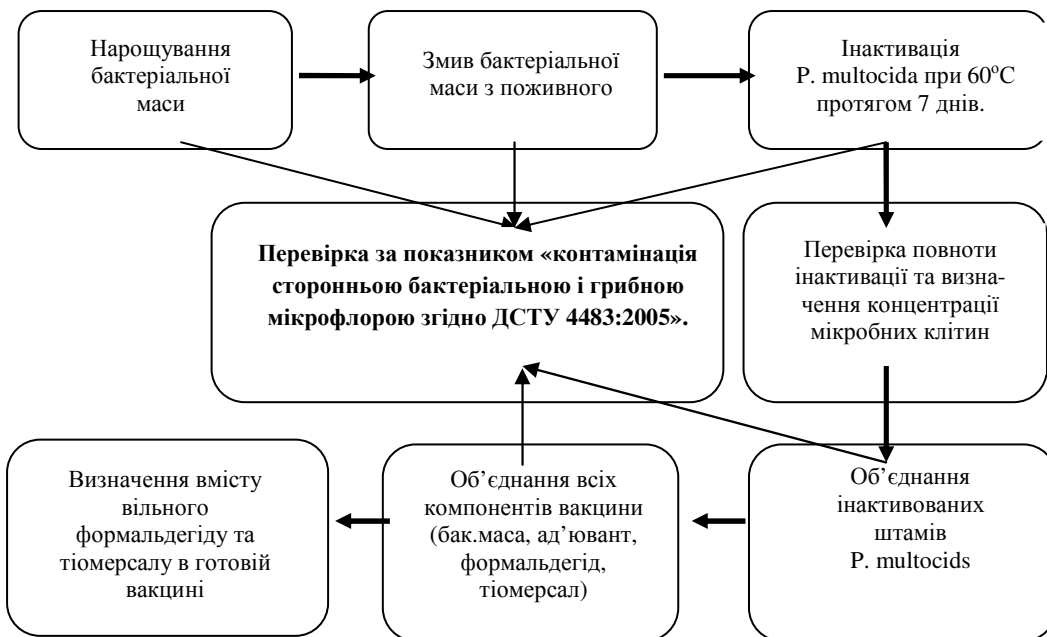 Нарощування
бактеріальної
маси
Змив бактеріальної
маси з поживного
Інактивація
P. multocida при 60°С
протягом 7 днів.
Перевірка за показником «контамінація
сторонньою бактеріальною і грибною
мікрофлорою згідно ДСТУ 4483:2005».
Перевірка повноти
інактивації та визна-
чення концентрації
мікробних клітин
Визначення вмісту
вільного
формальдегіду та
тіомерсалу в готовій
вакцині
Об’єднання всіх
компонентів вакцини
(бак.маса, ад’ювант,
формальдегід,
тіомерсал)
Об’єднання
інактивованих
штамів
P. multocids